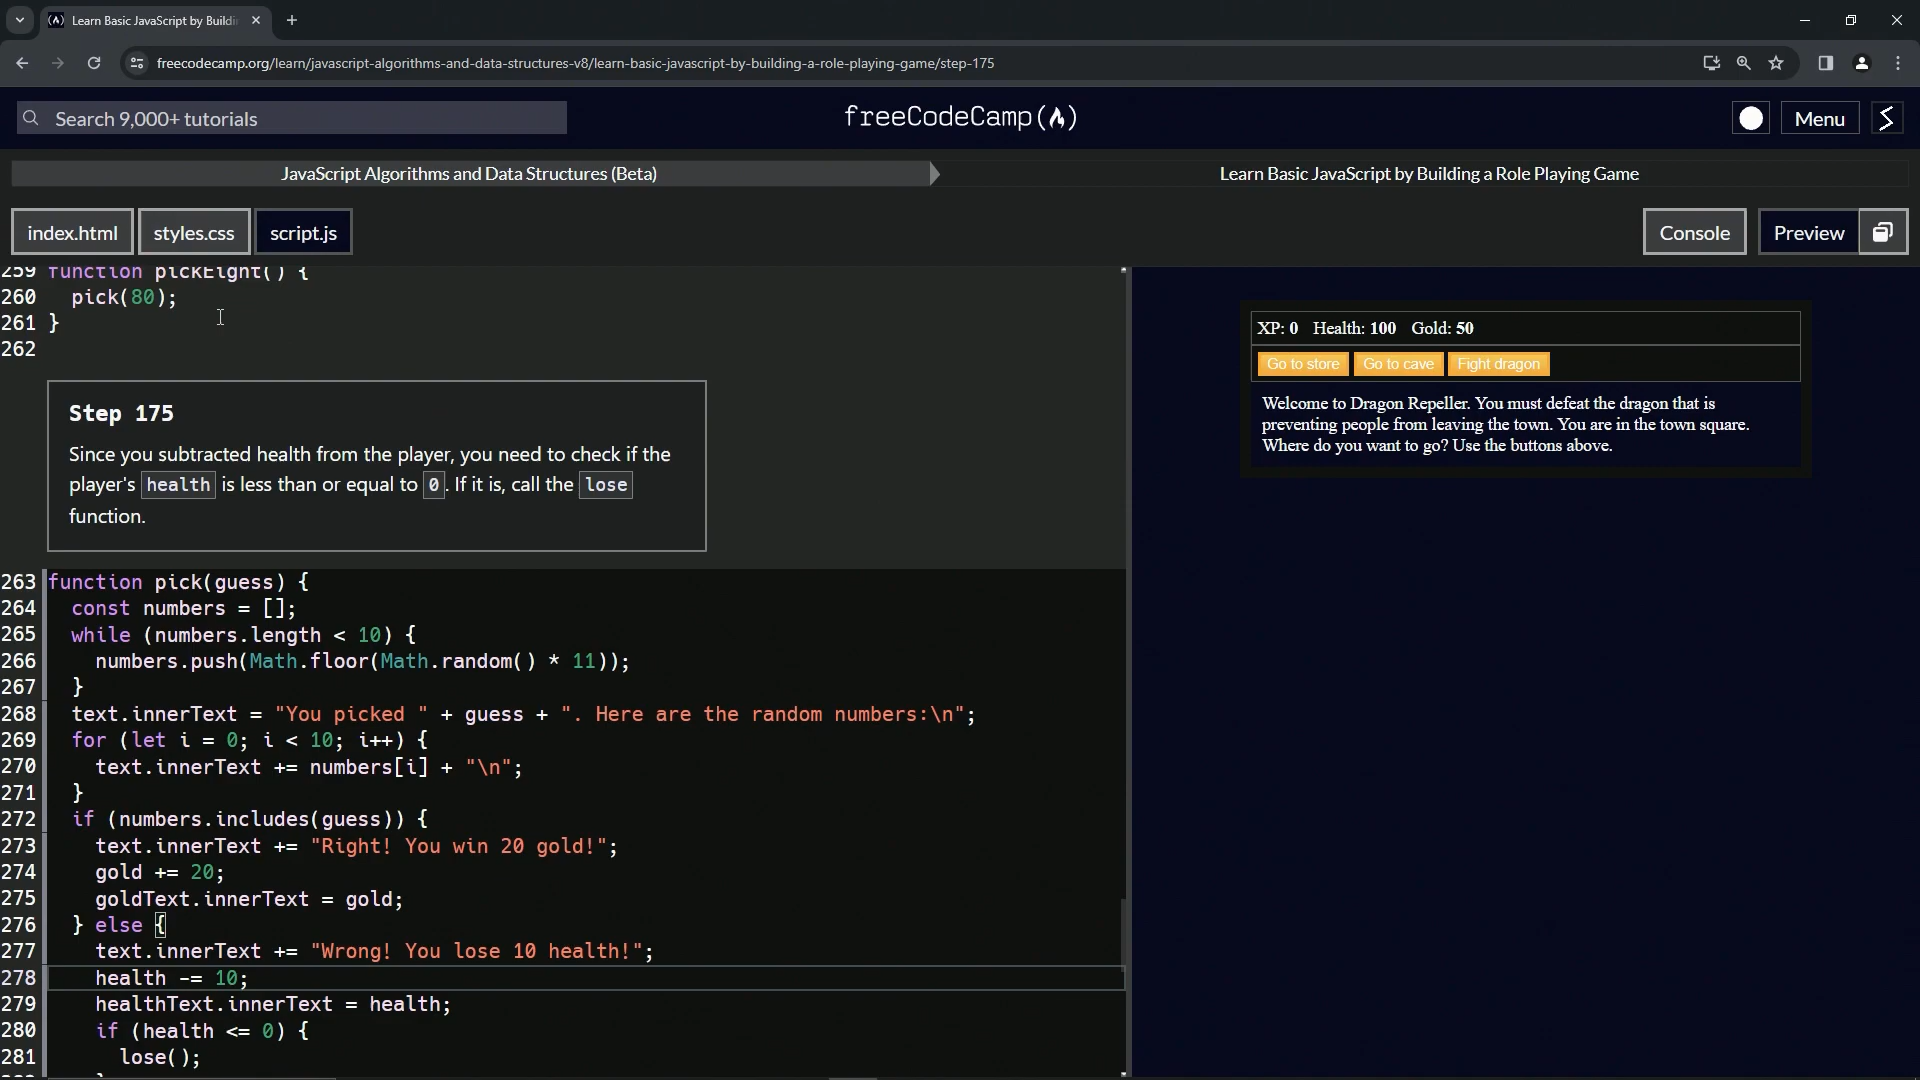 Learn Basic JavaScript by Buildi
freecodecamp.org/learn/javascript-algorithms-and-data-structures-v8/learn-basic-javascript-by-building-a-role-playing-game/step-175
Search 9,000+ tutorials
freeCodeCamp
Menu
JavaScript Algorithms and Data Structures (Beta)
Learn Basic JavaScript by Building a Role Playing Game
index.html
styles.css
script.js
Console
Preview
259 function pickEight() {
260 pick(80);
261 }
262
Step 175
Since you subtracted health from the player, you need to check if the
player's health is less than or equal to 0. If it is, call the lose
function.
263 function pick(guess) {
264 const numbers = [];
265 while (numbers.length < 10) {
266 numbers.push(Math.floor(Math.random() * 11));
267 }
268 text.innerText = "You picked " + guess + ". Here are the random numbers:\n";
269 for (let i = 0; i < 10; i++) {
270 text.innerText += numbers[i] + "\n";
271 }
272 if (numbers.includes(guess)) {
273 text.innerText += "Right! You win 20 gold!";
274 gold += 20;
275 goldText.innerText = gold;
276 } else {
277 text.innerText += "Wrong! You lose 10 health!";
278 health -= 10;
279 healthText.innerText = health;
280 if (health <= 0) {
281 lose();
XP: 0 Health: 100 Gold: 50
Go to store
Go to cave
Fight dragon
Welcome to Dragon Repeller. You must defeat the dragon that is
preventing people from leaving the town. You are in the town square.
Where do you want to go? Use the buttons above.